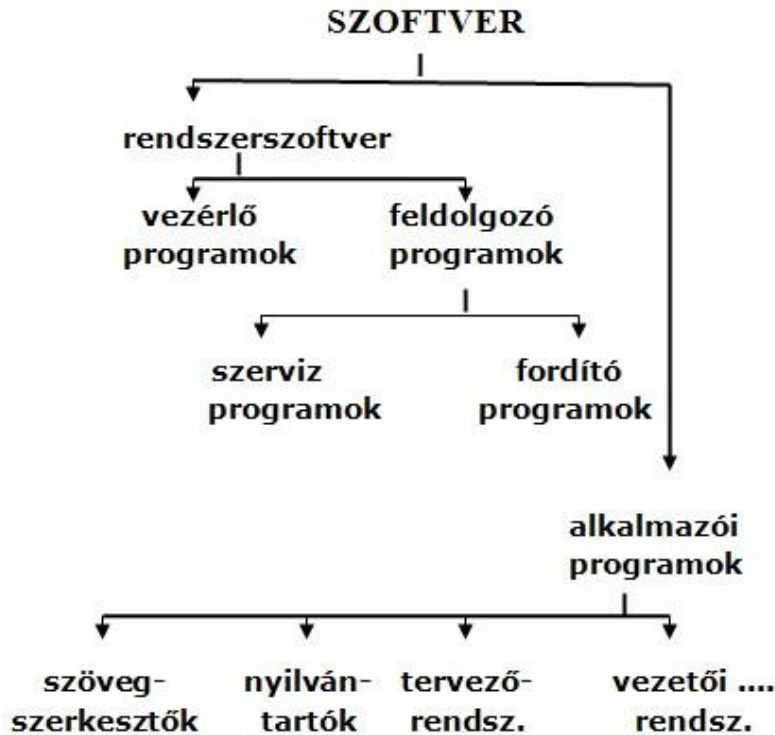 SZOFTVER
rendszerszoftver
vezérlő
programok
feldolgozó
programok
szerviz
programok
fordító
programok
alkalmazói
programok
szöveg-
szerkesztők
nyilván-
tartók
tervező-
rendsz.
vezetői ....
rendsz.